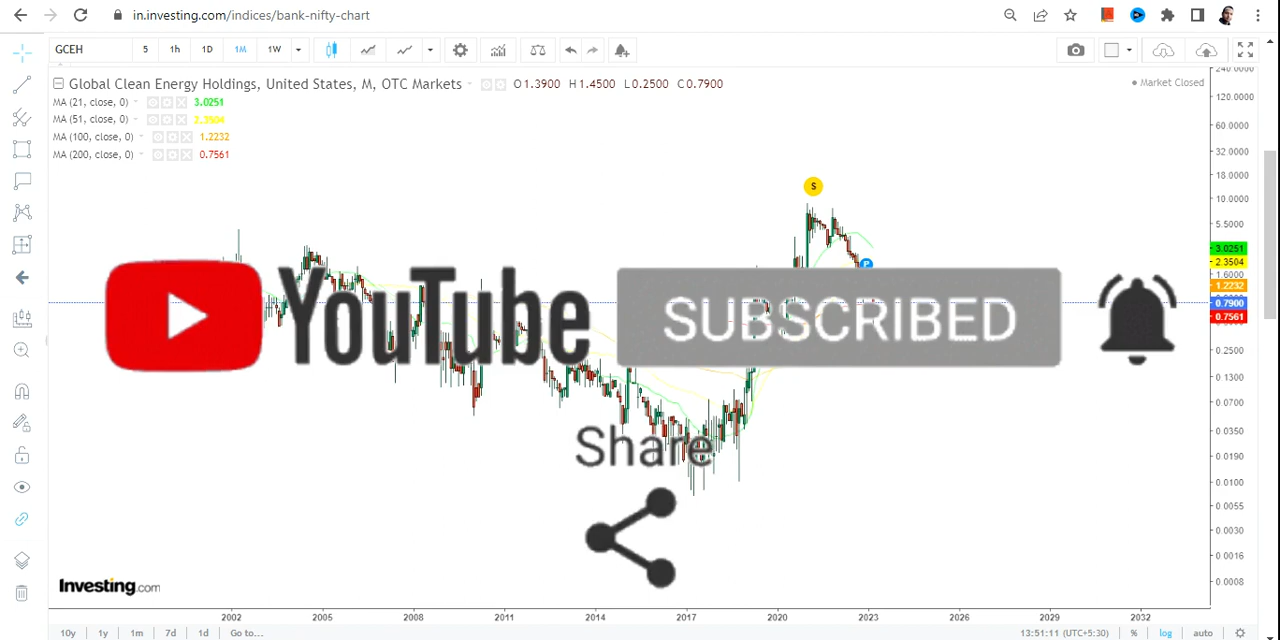 in.investing.com/indices/bank-nifty-chart
GCEH 5 1h 1D 1M 1W
Global Clean Energy Holdings, United States, M, OTC Markets O1.3900 H1.4500 L0.2500 C0.7900
Market Closed
MA (21, close, 0) 3.0251
MA (51, close, 0) 2.3504
MA (100, close, 0) 1.2232
MA (200, close, 0) 0.7561
240.0000
120.0000
60.0000
32.0000
18.0000
10.0000
5.5000
3.0251
2.3504
1.6000
1.2232
0.7900
0.7561
0.2500
0.1300
0.0700
0.0350
0.0190
0.0100
0.0055
0.0030
0.0016
0.0008
S
P
YouTube SUBSCRIBED
Share
Investing.com
2002 2005 2008 2011 2014 2017 2020 2023 2026 2029 2032
10y 1y 1m 7d 1d Go to... 13:51:11 (UTC+5:30) % log auto